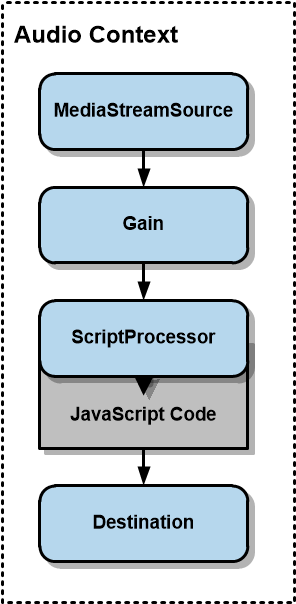 Audio Context
MediaStreamSource
Gain
ScriptProcessor
JavaScript Code
Destination